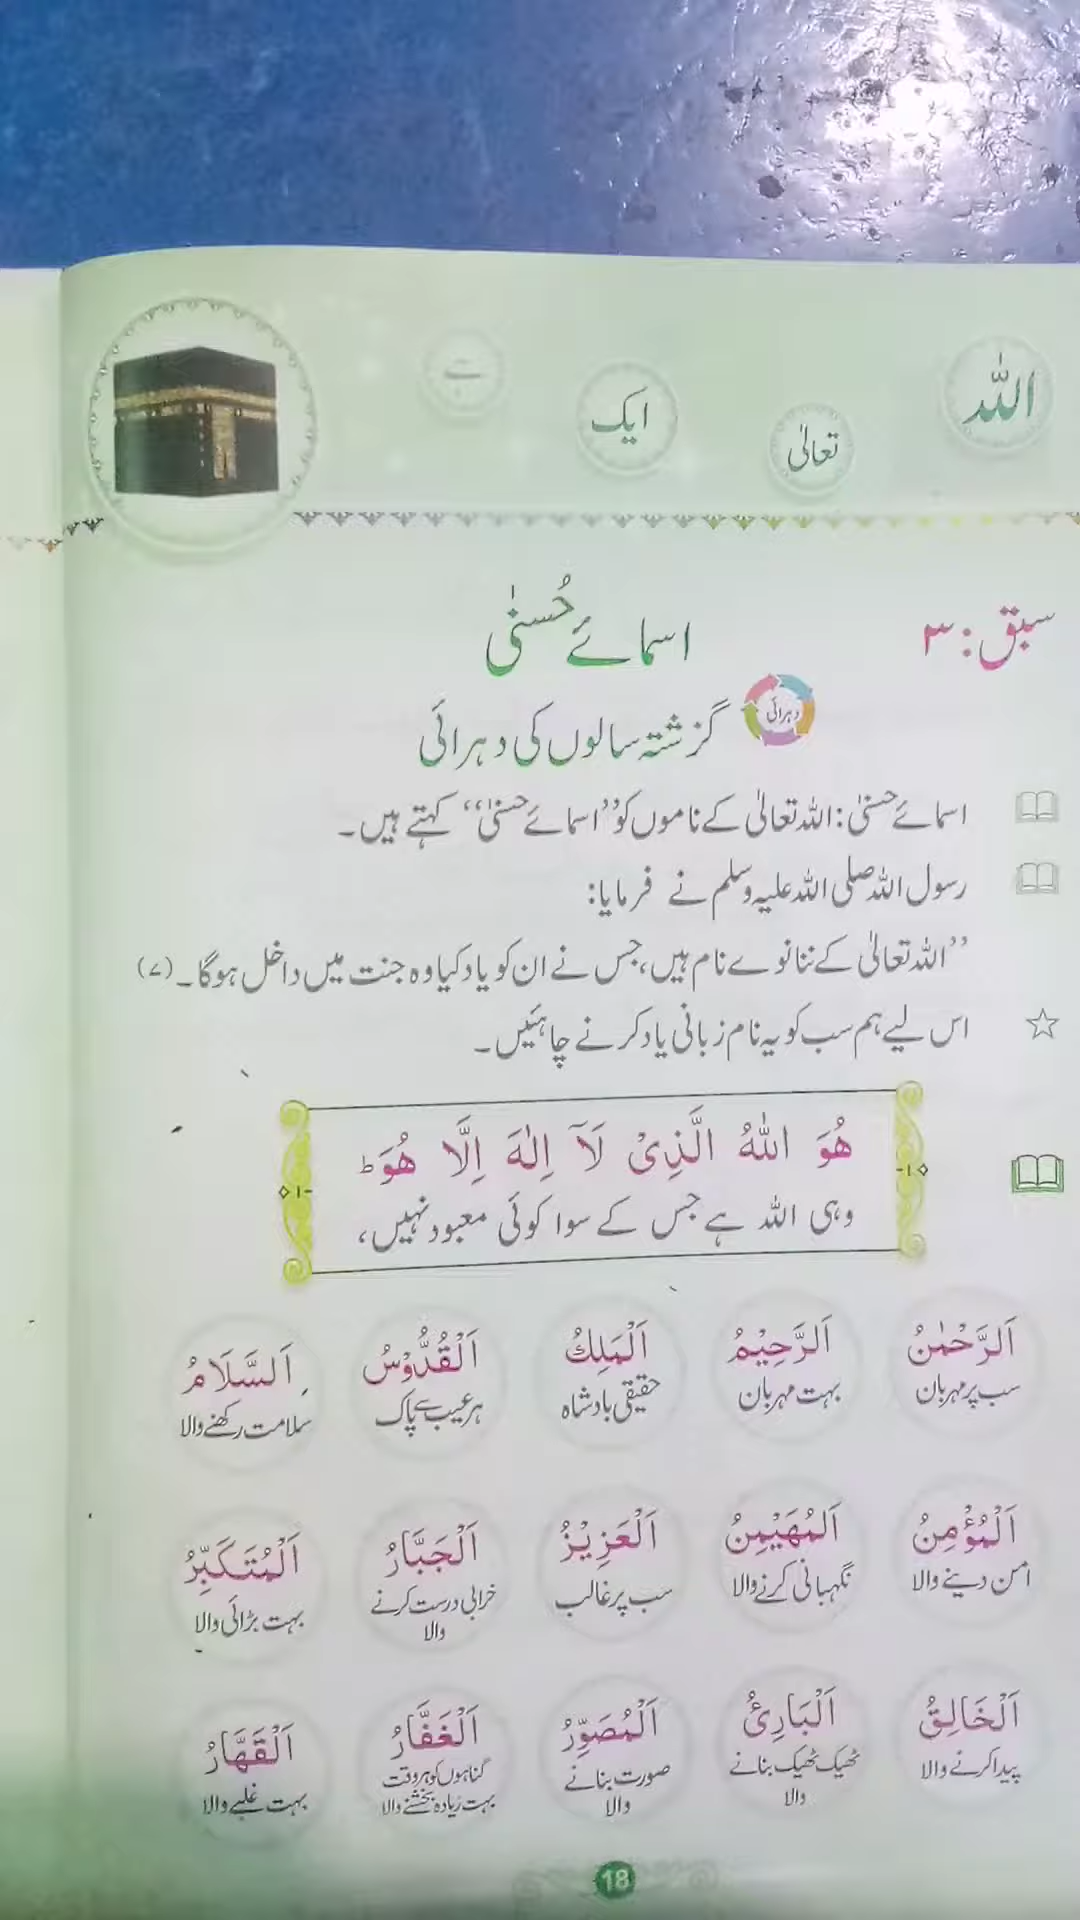 اللہ تعالیٰ ایک ہے
سبق: ۳
اسمائے حُسنٰی
دہرائی
گزشتہ سالوں کی دہرائی
اسمائے حسنیٰ: اللہ تعالیٰ کے ناموں کو ”اسمائے حسنیٰ“ کہتے ہیں۔
رسول اللہ صلی اللہ علیہ وسلم نے فرمایا:
”اللہ تعالیٰ کے ننانوے نام ہیں، جس نے ان کو یاد کیا وہ جنت میں داخل ہوگا۔ (۷)
اس لیے ہم سب کو یہ نام زبانی یاد کرنے چاہئیں۔
هُوَ اللّٰهُ الَّذِیْ لَاۤ اِلٰهَ اِلَّا هُوَ ؕ
وہی اللہ ہے جس کے سوا کوئی معبود نہیں،
اَلرَّحْمٰنُ اَلرَّحِيْمُ اَلْمَلِكُ اَلْقُدُّوْسُ اَلسَّلَامُ
سب پر مہربان بہت مہربان حقیقی بادشاہ ہر عیب سے پاک سلامت رکھنے والا
اَلْمُؤْمِنُ اَلْمُهَيْمِنُ اَلْعَزِيْزُ اَلْجَبَّارُ اَلْمُتَكَبِّرُ
امن دینے والا نگہبانی کرنے والا سب پر غالب خرابی درست کرنے والا بہت بڑائی والا
اَلْخَالِقُ اَلْبَارِئُ اَلْمُصَوِّرُ اَلْغَفَّارُ اَلْقَهَّارُ
پیدا کرنے والا ٹھیک ٹھیک بنانے والا صورت بنانے والا گناہوں کو ہر وقت بہت زیادہ بخشنے والا بہت غلبے والا
18